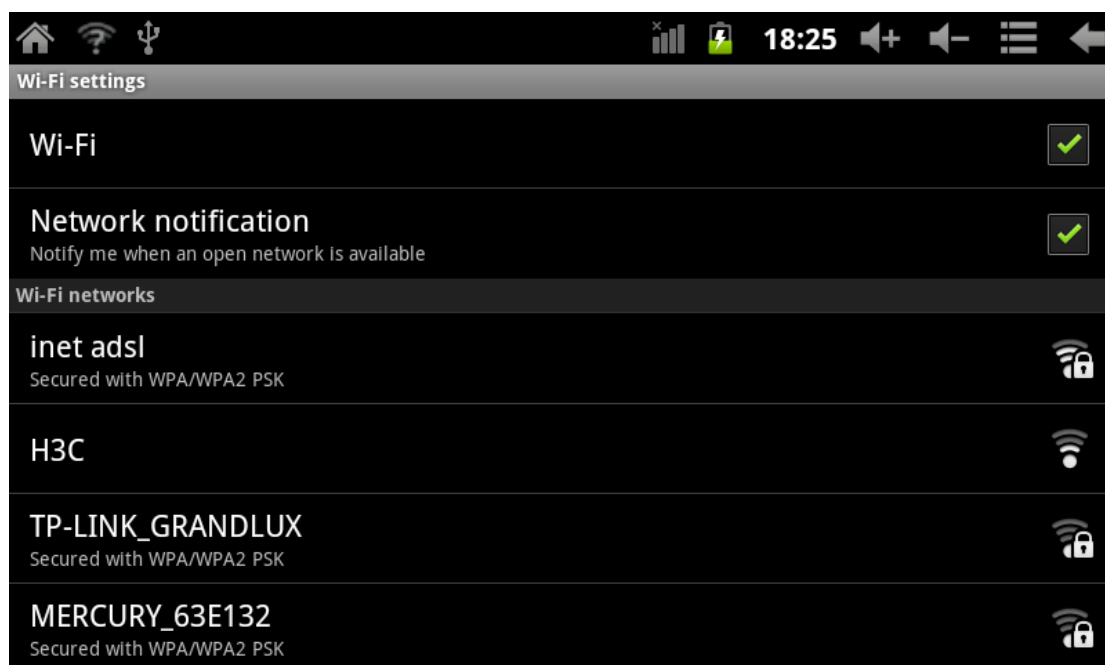 18:25
Wi-Fi settings
Wi-Fi
Network notification
Notify me when an open network is available
Wi-Fi networks
inet adsl
Secured with WPA/WPA2 PSK
H3C
TP-LINK_GRANDLUX
Secured with WPA/WPA2 PSK
MERCURY_63E132
Secured with WPA/WPA2 PSK